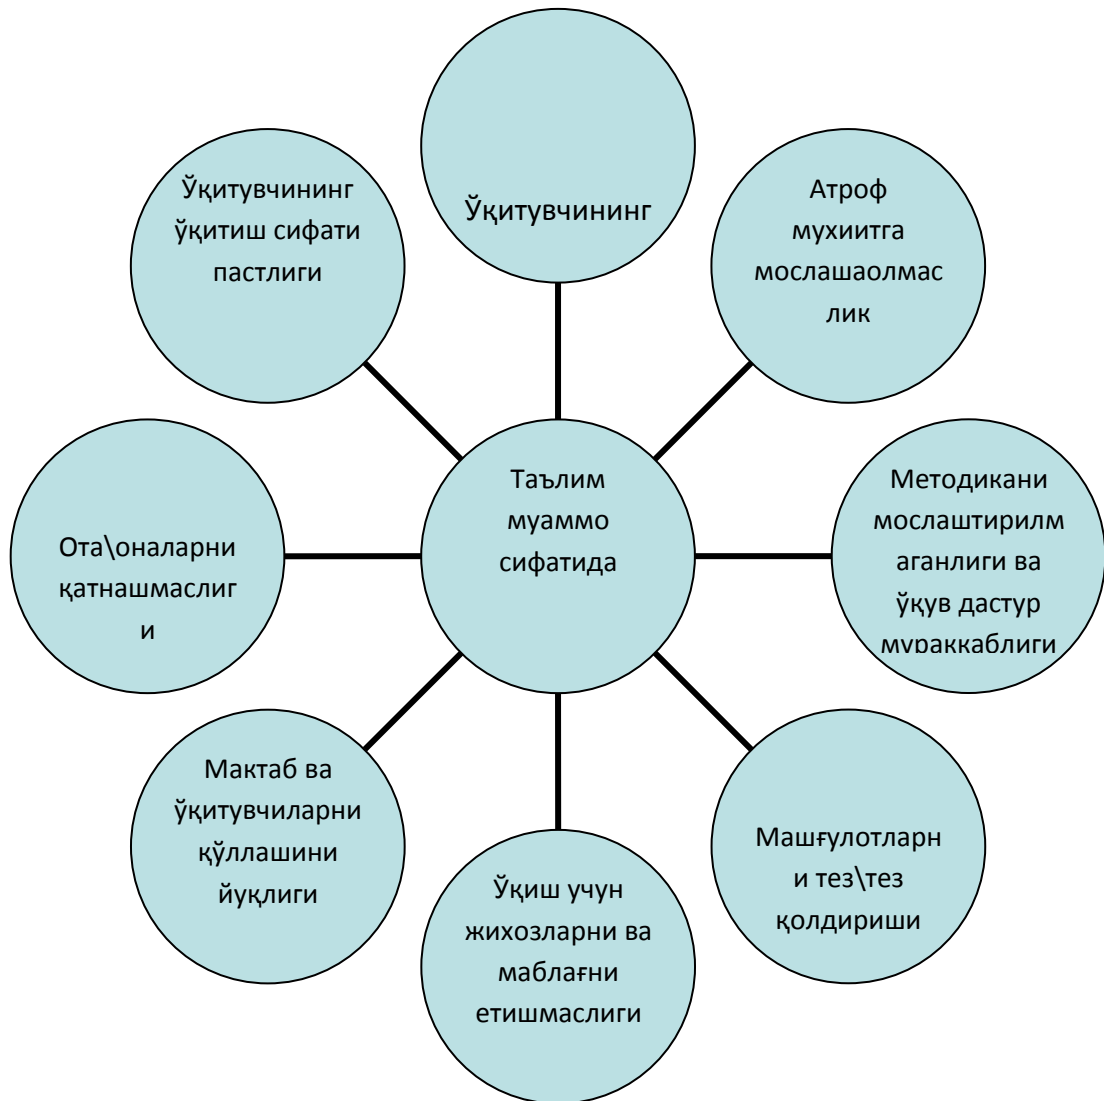 Ўқитувчининг
Атроф
мухиитга
мослашаолмас
лик
Методикани
мослаштирилм
аганлиги ва
ўқув дастур
мураккаблиги
Машғулотларн
и тез\тез
қолдириши
Ўқиш учун
жихозларни ва
маблағни
етишмаслиги
Мактаб ва
ўқитувчиларни
қўллашини
йуқлиги
Ота\оналарни
қатнашмаслиг
и
Ўқитувчининг
ўқитиш сифати
пастлиги
Таълим
муаммо
сифатида